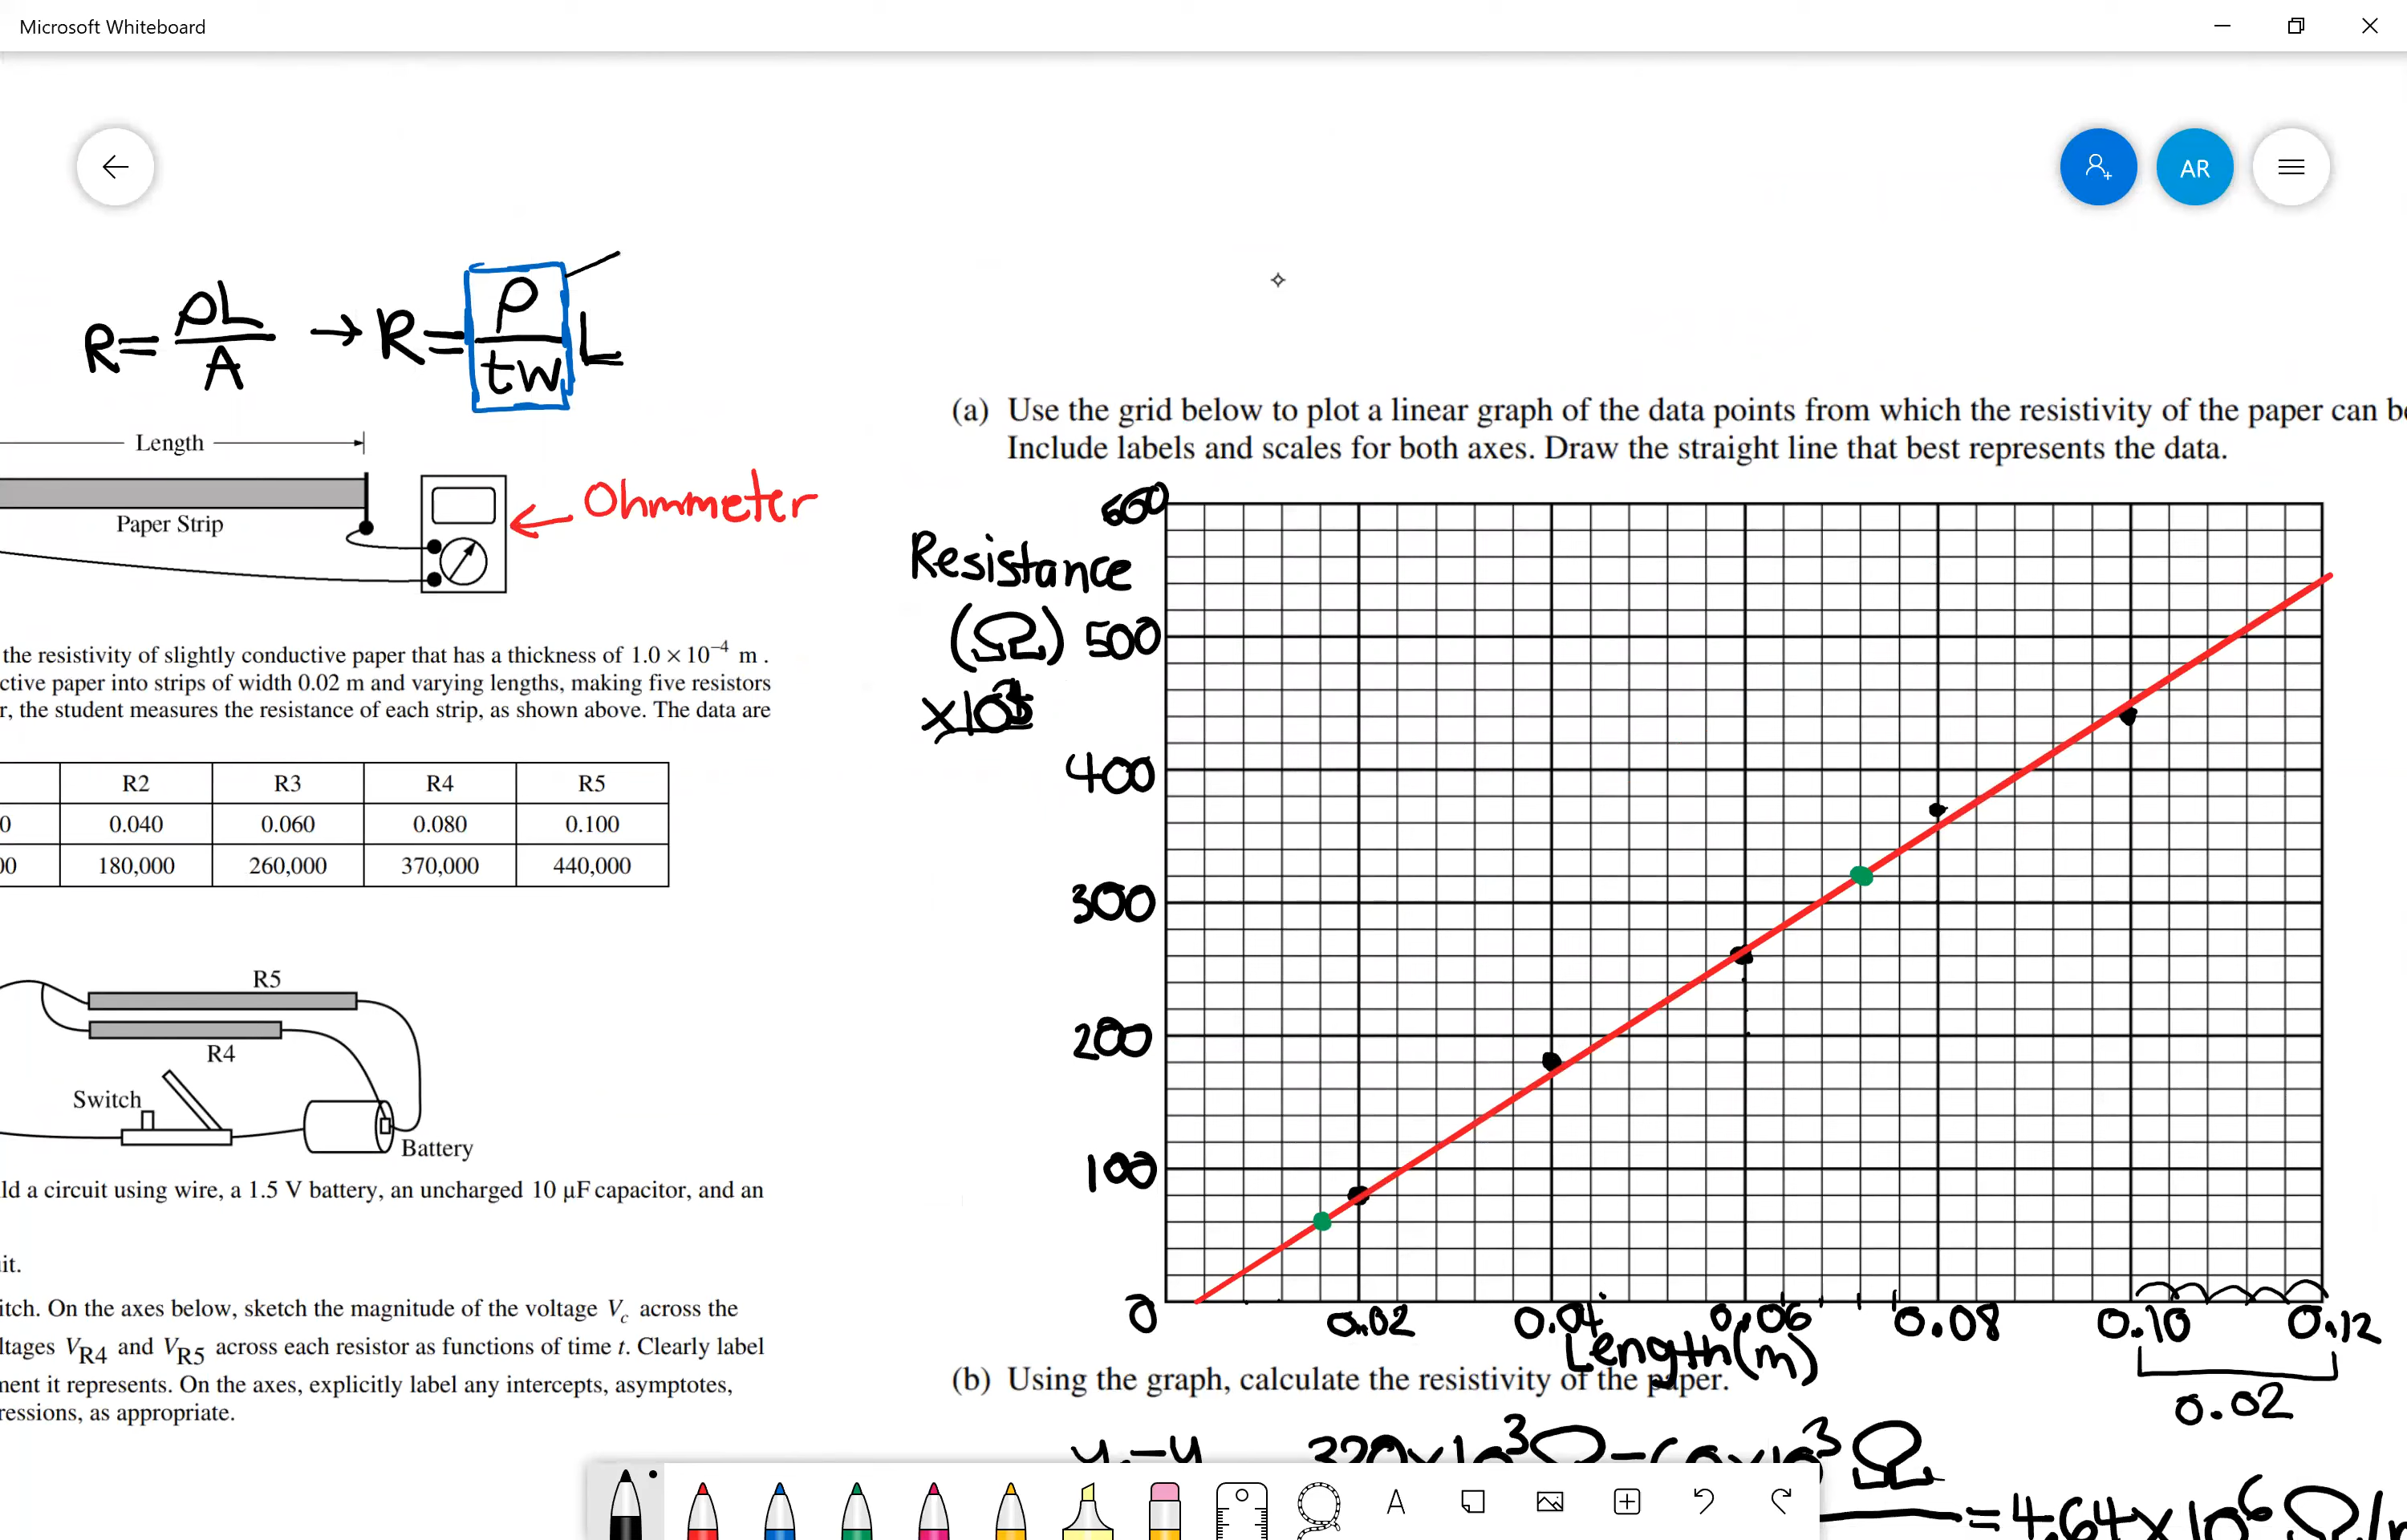 Microsoft Whiteboard
AR
R = ρL/A → R = ρ/tw L
Length
Paper Strip
Ohmmeter
the resistivity of slightly conductive paper that has a thickness of 1.0 × 10⁻⁴ m .
ctive paper into strips of width 0.02 m and varying lengths, making five resistors
r, the student measures the resistance of each strip, as shown above. The data are
R2 R3 R4 R5
0 0.040 0.060 0.080 0.100
00 180,000 260,000 370,000 440,000
R5
R4
Switch
Battery
ld a circuit using wire, a 1.5 V battery, an uncharged 10 μF capacitor, and an
it.
itch. On the axes below, sketch the magnitude of the voltage Vc across the
ltages VR4 and VR5 across each resistor as functions of time t. Clearly label
nent it represents. On the axes, explicitly label any intercepts, asymptotes,
ressions, as appropriate.
(a) Use the grid below to plot a linear graph of the data points from which the resistivity of the paper can be
Include labels and scales for both axes. Draw the straight line that best represents the data.
600
Resistance
(Ω) 500
×10³
400
300
200
100
0
0.02 0.04 0.06 0.08 0.10 0.12
Length (m)
0.02
(b) Using the graph, calculate the resistivity of the paper.
320×10³Ω – 60×10³Ω
= 4.64×10⁶ Ω/m
A